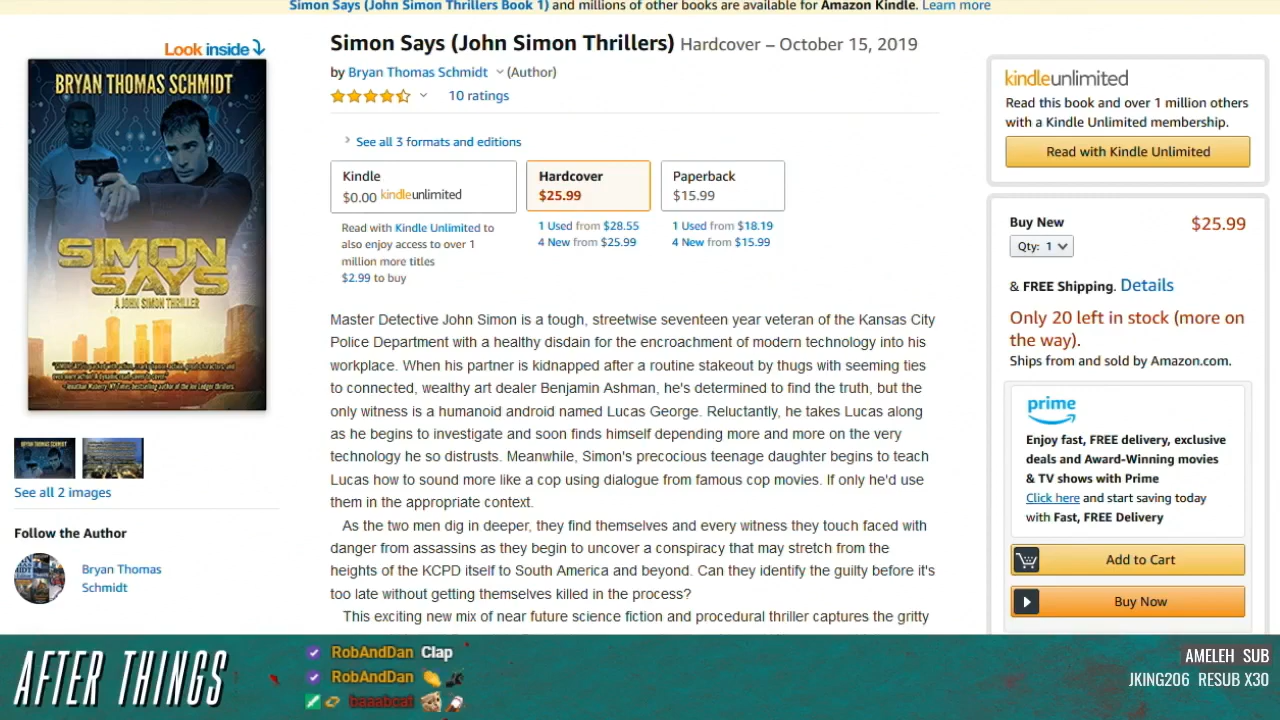 Simon Says (John Simon Thrillers Book 1) and millions of other books are available for Amazon Kindle. Learn more
Look inside
BRYAN THOMAS SCHMIDT
SIMON
SAYS
A JOHN SIMON THRILLER
See all 2 images
Follow the Author
Bryan Thomas
Schmidt
Simon Says (John Simon Thrillers) Hardcover – October 15, 2019
by Bryan Thomas Schmidt (Author)
10 ratings
See all 3 formats and editions
Kindle
$0.00 kindleunlimited
Read with Kindle Unlimited to
also enjoy access to over 1
million more titles
$2.99 to buy
Hardcover
$25.99
1 Used from $28.55
4 New from $25.99
Paperback
$15.99
1 Used from $18.19
4 New from $15.99
Master Detective John Simon is a tough, streetwise seventeen year veteran of the Kansas City
Police Department with a healthy disdain for the encroachment of modern technology into his
workplace. When his partner is kidnapped after a routine stakeout by thugs with seeming ties
to connected, wealthy art dealer Benjamin Ashman, he's determined to find the truth, but the
only witness is a humanoid android named Lucas George. Reluctantly, he takes Lucas along
as he begins to investigate and soon finds himself depending more and more on the very
technology he so distrusts. Meanwhile, Simon's precocious teenage daughter begins to teach
Lucas how to sound more like a cop using dialogue from famous cop movies. If only he'd use
them in the appropriate context.
As the two men dig in deeper, they find themselves and every witness they touch faced with
danger from assassins as they begin to uncover a conspiracy that may stretch from the
heights of the KCPD itself to South America and beyond. Can they identify the guilty before it's
too late without getting themselves killed in the process?
This exciting new mix of near future science fiction and procedural thriller captures the gritty
kindleunlimited
Read this book and over 1 million others
with a Kindle Unlimited membership.
Read with Kindle Unlimited
Buy New
$25.99
Qty: 1
& FREE Shipping. Details
Only 20 left in stock (more on
the way).
Ships from and sold by Amazon.com.
prime
Enjoy fast, FREE delivery, exclusive
deals and Award-Winning movies
& TV shows with Prime
Click here and start saving today
with Fast, FREE Delivery
Add to Cart
Buy Now
AFTER THINGS
RobAndDan Clap
RobAndDan
baaabcat
AMELEH SUB
JKING206 RESUB X30